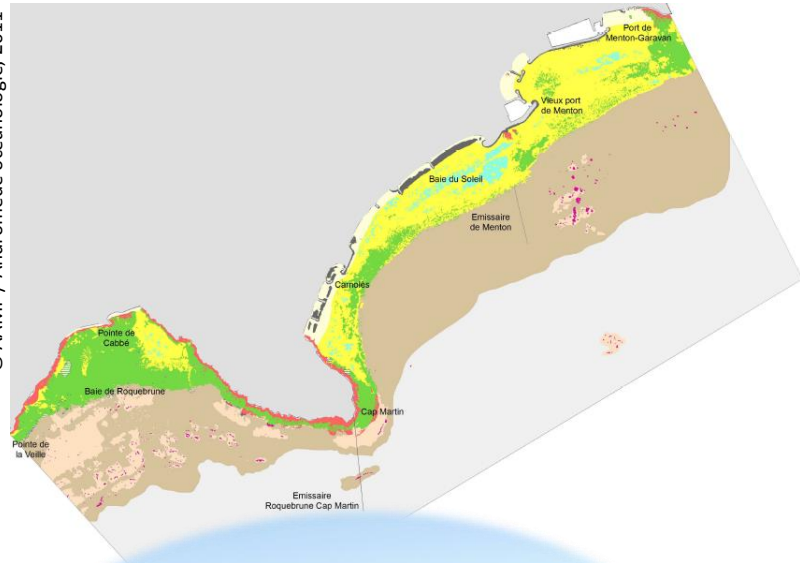 Port de
Menton-Garavan
Vieux port
de Menton
Baie du Soleil
Emissaire
de Menton
Carnolès
Pointe de
Cabbé
Baie de Roquebrune
Cap Martin
Pointe de
la Veille
Emissaire
Roquebrune Cap Martin